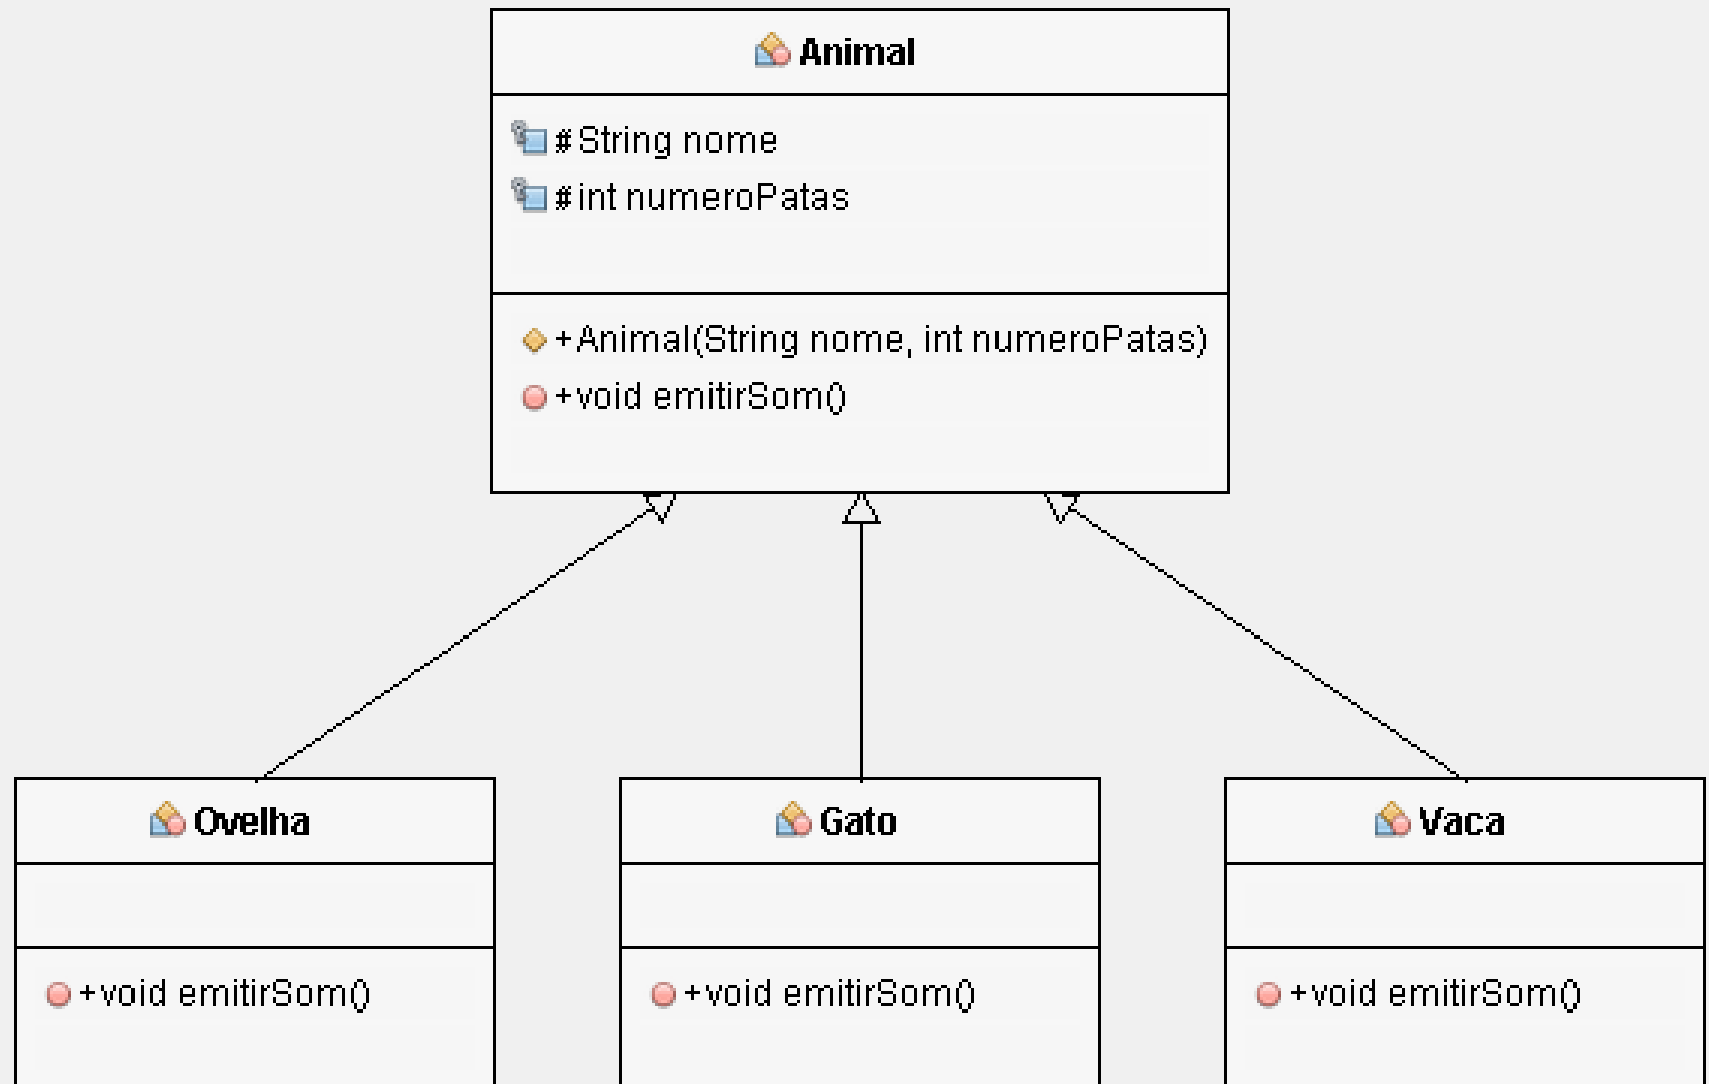 Animal
#String nome
#int numeroPatas
+Animal(String nome, int numeroPatas)
+void emitirSom()
Ovelha
+void emitirSom()
Gato
+void emitirSom()
Vaca
+void emitirSom()